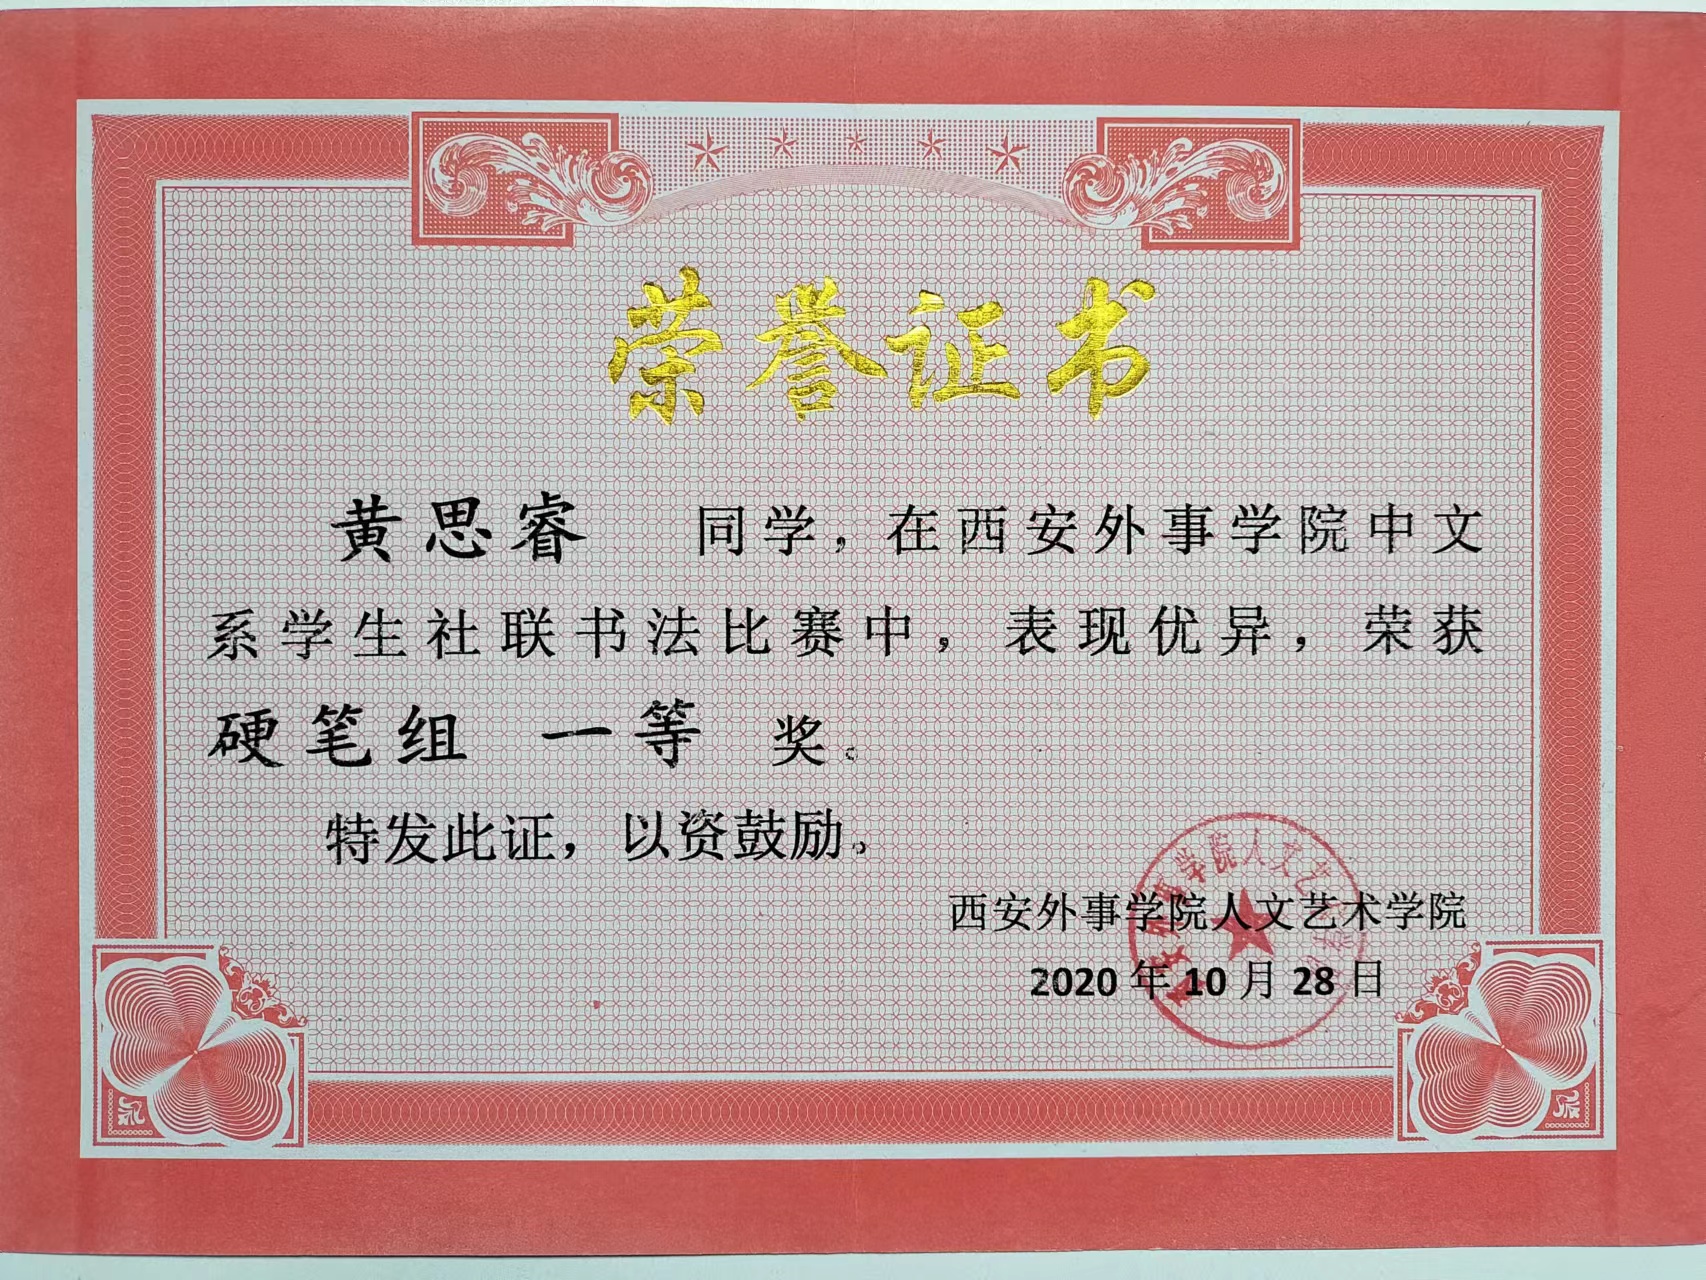 荣誉证书
黄思睿 同学，在西安外事学院中文
系学生社联书法比赛中，表现优异，荣获
硬笔组 一等 奖。
特发此证，以资鼓励。
西安外事学院人文艺术学院
2020年10月28日